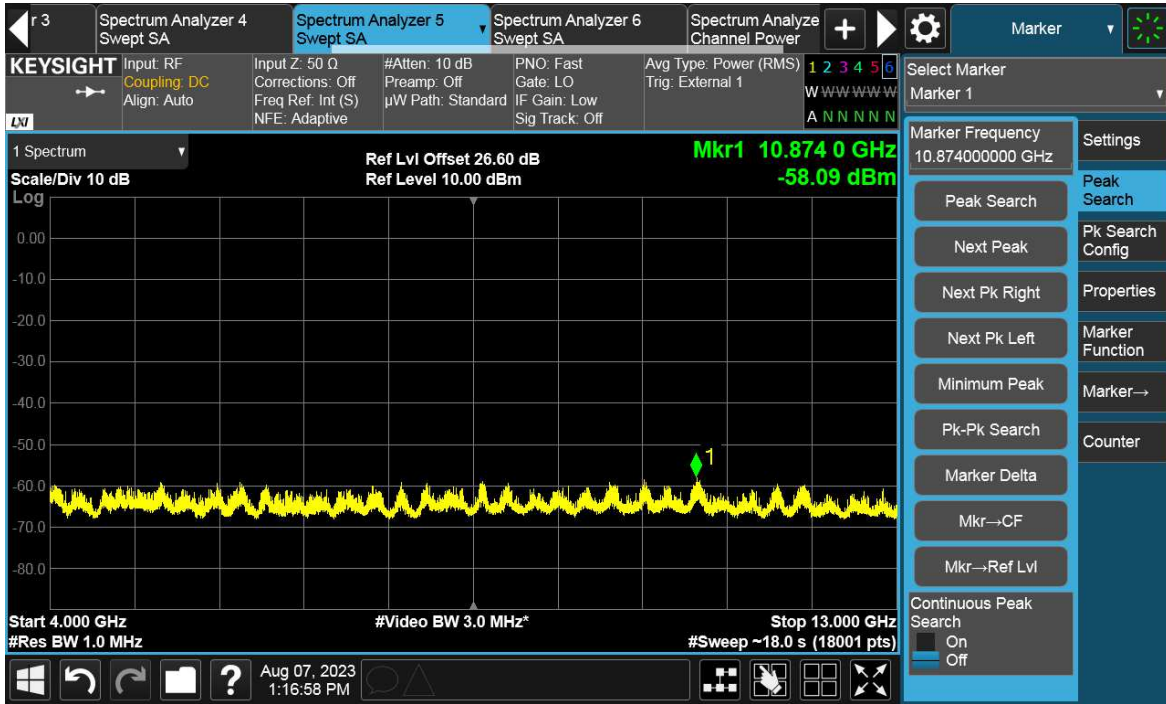 r 3
Spectrum Analyzer 4
Swept SA
Spectrum Analyzer 5
Swept SA
Spectrum Analyzer 6
Swept SA
Spectrum Analyze
Channel Power
Marker
KEYSIGHT
LXI
Input: RF
Coupling: DC
Align: Auto
Input Z: 50 Ω
Corrections: Off
Freq Ref: Int (S)
NFE: Adaptive
#Atten: 10 dB
Preamp: Off
µW Path: Standard
PNO: Fast
Gate: LO
IF Gain: Low
Sig Track: Off
Avg Type: Power (RMS)
Trig: External 1
1 2 3 4 5 6
W W W W W W
A N N N N N
Select Marker
Marker 1
1 Spectrum
Scale/Div 10 dB
Log
Ref Lvl Offset 26.60 dB
Ref Level 10.00 dBm
Mkr1 10.874 0 GHz
-58.09 dBm
0.00
-10.0
-20.0
-30.0
-40.0
-50.0
-60.0
-70.0
-80.0
1
Start 4.000 GHz
#Res BW 1.0 MHz
#Video BW 3.0 MHz*
Stop 13.000 GHz
#Sweep ~18.0 s (18001 pts)
Marker Frequency
10.874000000 GHz
Peak Search
Next Peak
Next Pk Right
Next Pk Left
Minimum Peak
Pk-Pk Search
Marker Delta
Mkr→CF
Mkr→Ref Lvl
Continuous Peak
Search
On
Off
Settings
Peak
Search
Pk Search
Config
Properties
Marker
Function
Marker→
Counter
?
Aug 07, 2023
1:16:58 PM